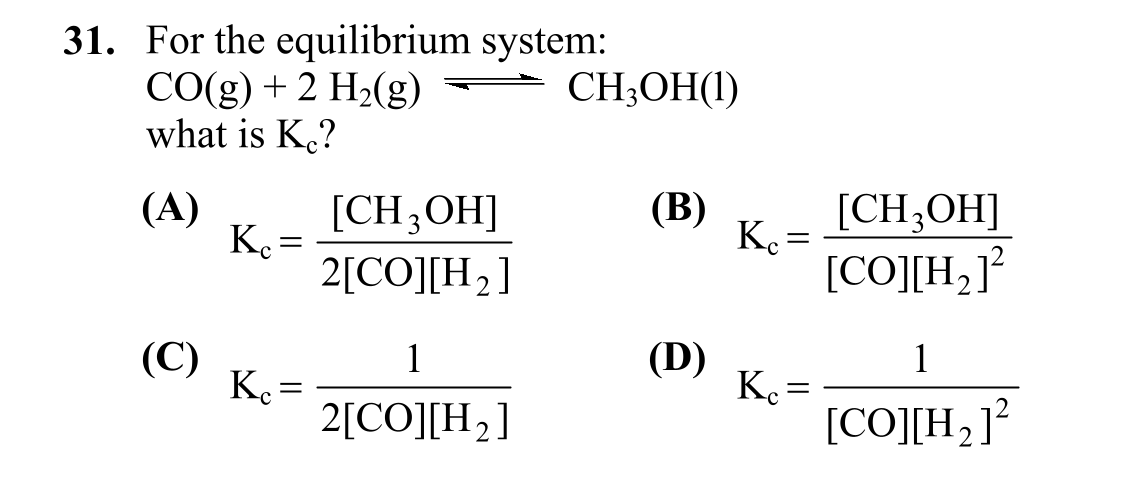 31. For the equilibrium system:
CO(g) + 2 H₂(g) ⇌ CH₃OH(l)
what is K꜀?
(A) K꜀ = [CH₃OH] / 2[CO][H₂]
(B) K꜀ = [CH₃OH] / [CO][H₂]²
(C) K꜀ = 1 / 2[CO][H₂]
(D) K꜀ = 1 / [CO][H₂]²